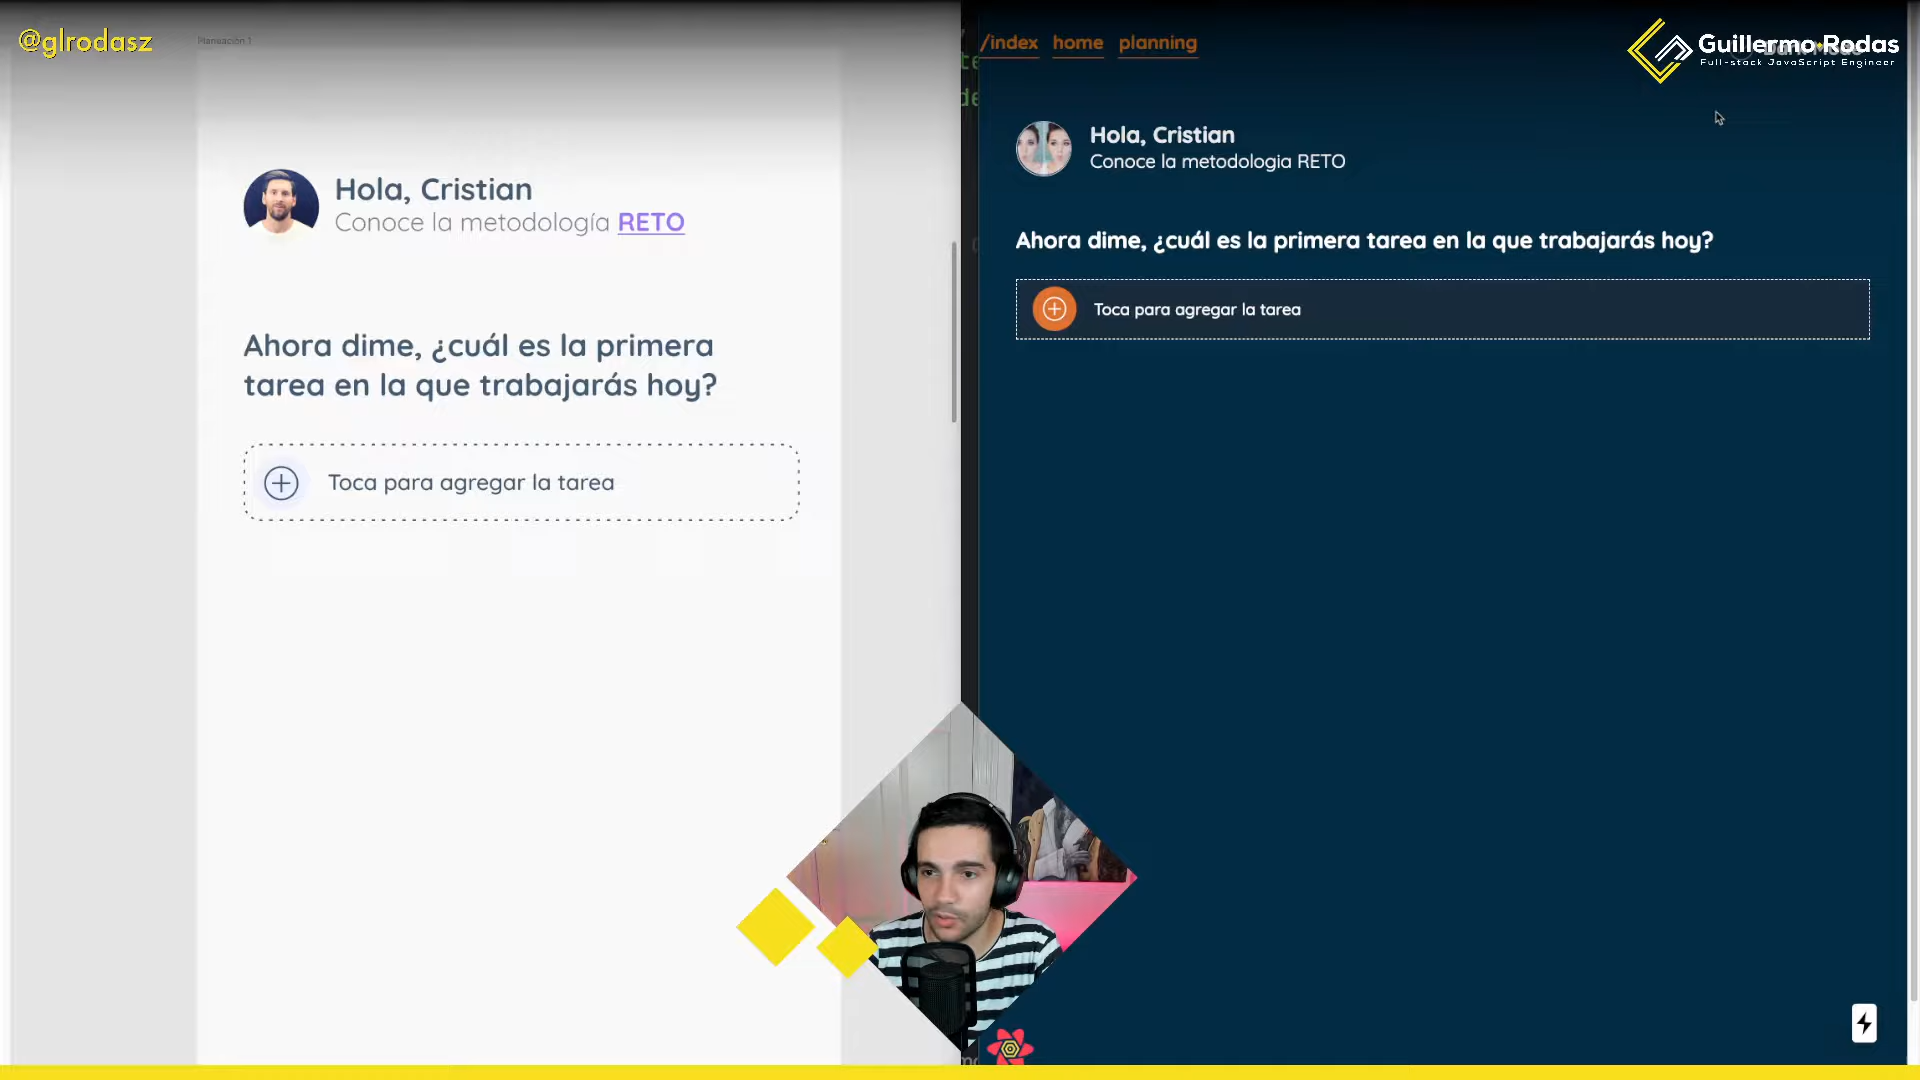 @glrodasz
Planeación 1
/index home planning
Guillermo Rodas
Full-stack JavaScript Engineer
Hola, Cristian
Conoce la metodología RETO
Ahora dime, ¿cuál es la primera
tarea en la que trabajarás hoy?
Toca para agregar la tarea
Hola, Cristian
Conoce la metodologia RETO
Ahora dime, ¿cuál es la primera tarea en la que trabajarás hoy?
Toca para agregar la tarea